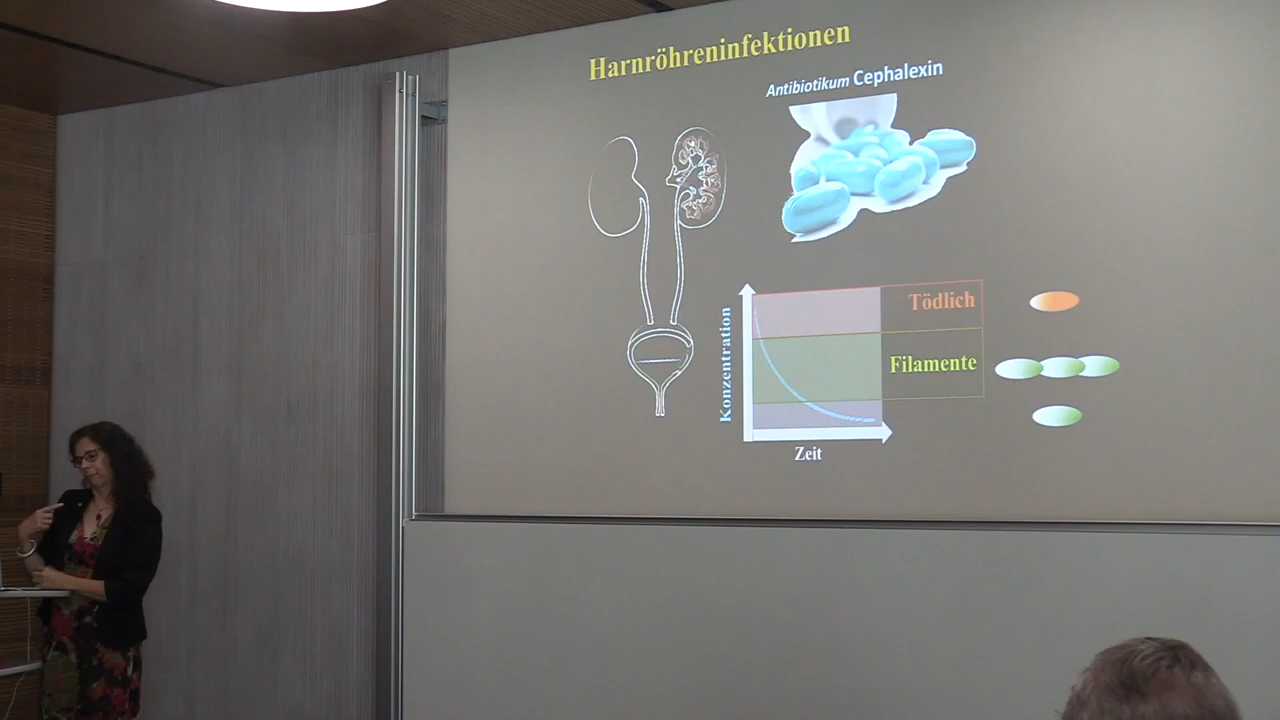 Harnröhreninfektionen
Antibiotikum Cephalexin
Konzentration
Tödlich
Filamente
Zeit